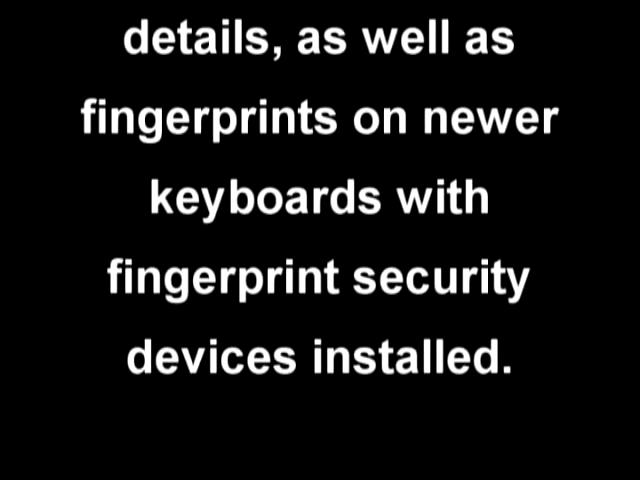 details, as well as
fingerprints on newer
keyboards with
fingerprint security
devices installed.